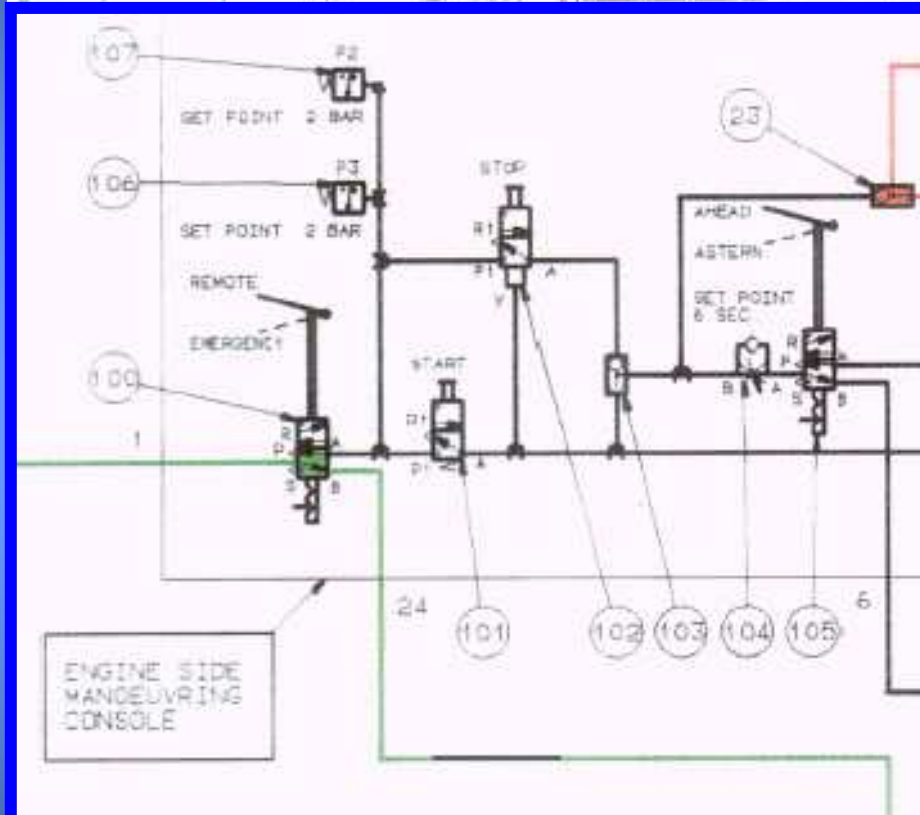 107
P2
SET POINT 2 BAR
106
P3
SET POINT 2 BAR
STOP
R1
P1
A
Y
23
AHEAD
ASTERN
REMOTE
EMERGENCY
SET POINT
6 SEC
START
100
R
A
P
S
B
1
P1
A
B
A
R
P
A
S
B
24
6
101
102
103
104
105
ENGINE SIDE
MANOEUVRING
CONSOLE